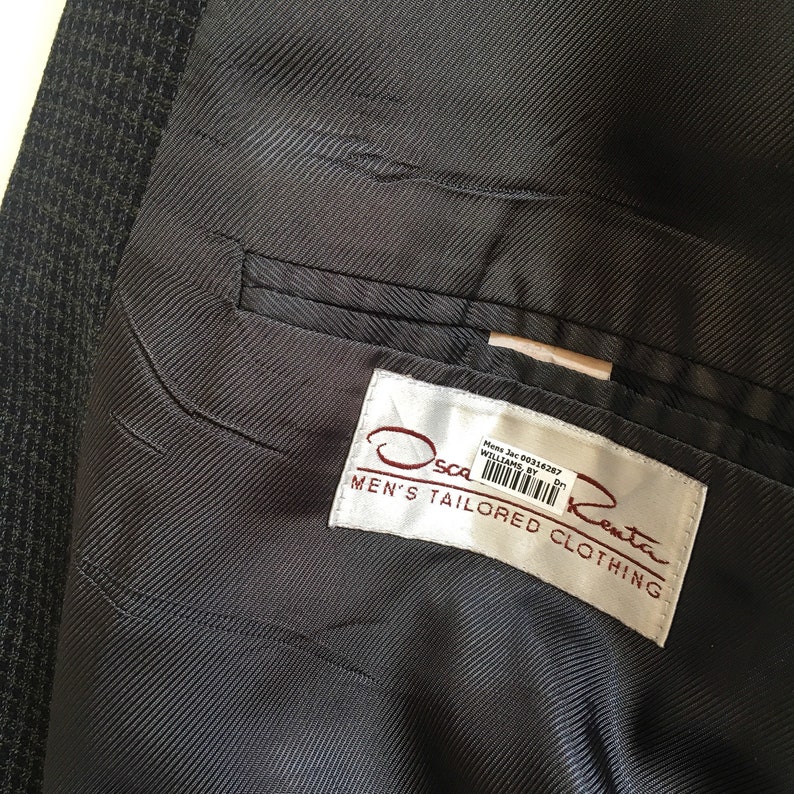 Mens Jac 00316287
WILLIAMS, BY
Dn
Osca Renta
MEN'S TAILORED CLOTHING